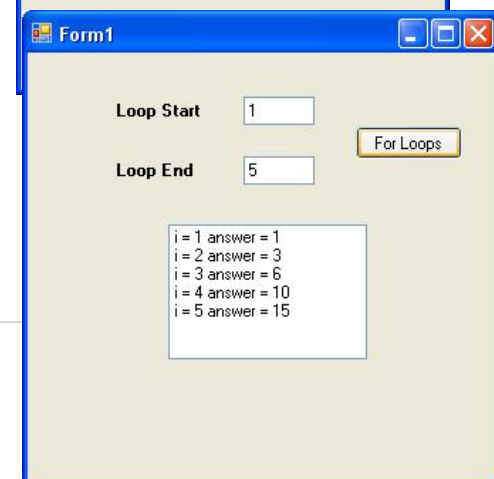 Form1
Loop Start 1
For Loops
Loop End 5
i = 1 answer = 1
i = 2 answer = 3
i = 3 answer = 6
i = 4 answer = 10
i = 5 answer = 15